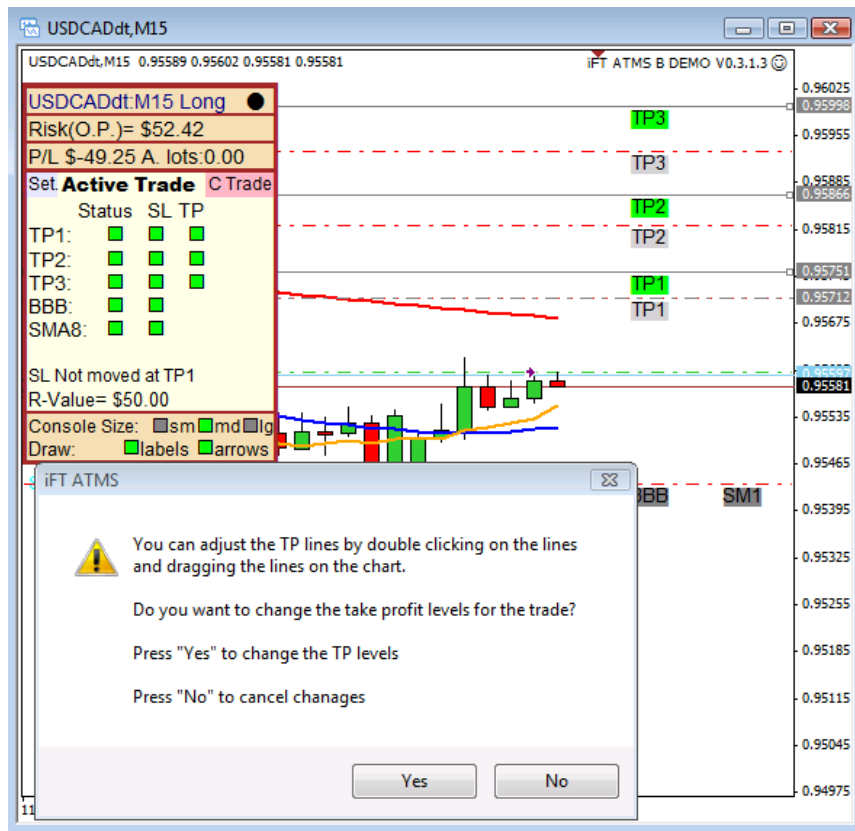 USDCADdt,M15
USDCADdt,M15 0.95589 0.95602 0.95581 0.95581
iFT ATMS B DEMO V0.3.1.3
USDCADdt:M15 Long
Risk(O.P.)= $52.42
P/L $-49.25 A. lots:0.00
Set. Active Trade C Trade
Status SL TP
TP1:
TP2:
TP3:
BBB:
SMA8:
SL Not moved at TP1
R-Value= $50.00
Console Size: sm md lg
Draw: labels arrows
TP3
TP3
TP2
TP2
TP1
TP1
BBB SM1
0.96025
0.95998
0.95955
0.95885
0.95866
0.95815
0.95751
0.95712
0.95675
0.95597
0.95581
0.95535
0.95465
0.95395
0.95325
0.95255
0.95185
0.95115
0.95045
0.94975
iFT ATMS
You can adjust the TP lines by double clicking on the lines
and dragging the lines on the chart.
Do you want to change the take profit levels for the trade?
Press "Yes" to change the TP levels
Press "No" to cancel chanages
Yes No
11